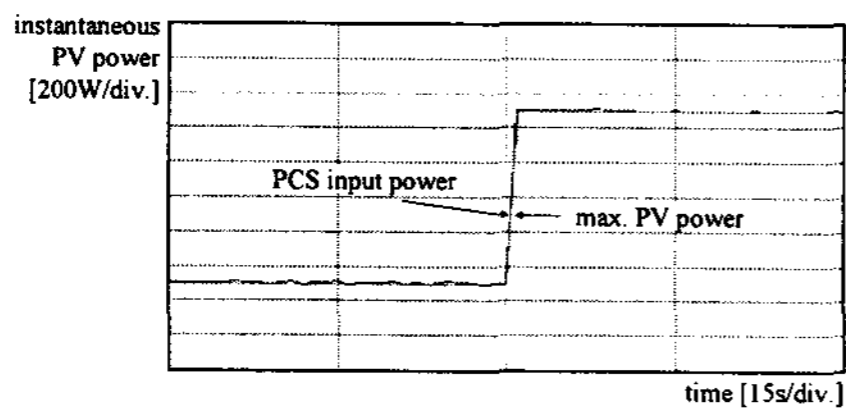 instantaneous
PV power
[200W/div.]
PCS input power
max. PV power
time [15s/div.]